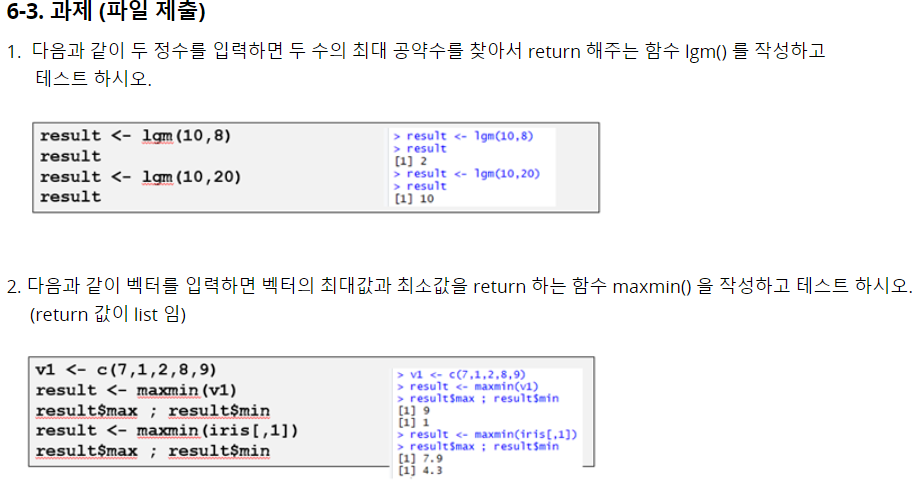 6-3. 과제 (파일 제출)
1. 다음과 같이 두 정수를 입력하면 두 수의 최대 공약수를 찾아서 return 해주는 함수 lgm() 를 작성하고
테스트 하시오.
result <- lgm(10,8)
result
result <- lgm(10,20)
result
> result <- lgm(10,8)
> result
[1] 2
> result <- lgm(10,20)
> result
[1] 10
2. 다음과 같이 벡터를 입력하면 벡터의 최대값과 최소값을 return 하는 함수 maxmin() 을 작성하고 테스트 하시오.
(return 값이 list 임)
v1 <- c(7,1,2,8,9)
result <- maxmin(v1)
result$max ; result$min
result <- maxmin(iris[,1])
result$max ; result$min
> v1 <- c(7,1,2,8,9)
> result <- maxmin(v1)
> result$max ; result$min
[1] 9
[1] 1
> result <- maxmin(iris[,1])
> result$max ; result$min
[1] 7.9
[1] 4.3